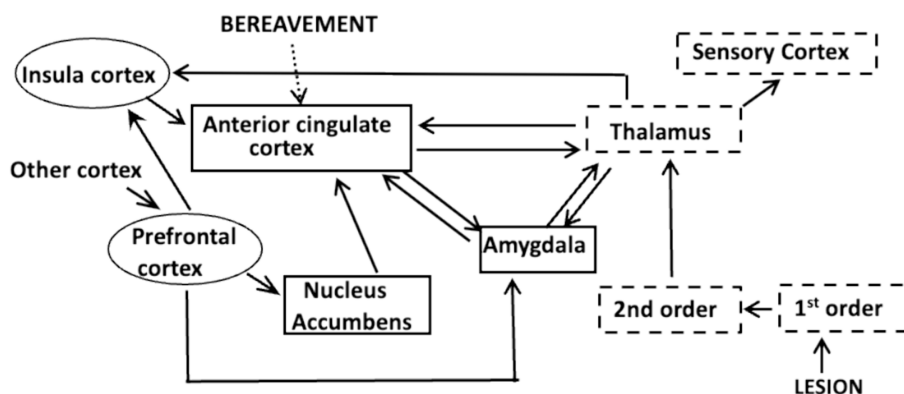 BEREAVEMENT
Sensory Cortex
Insula cortex
Anterior cingulate
cortex
Thalamus
Other cortex
Prefrontal
cortex
Amygdala
Nucleus
Accumbens
2nd order
1st order
LESION